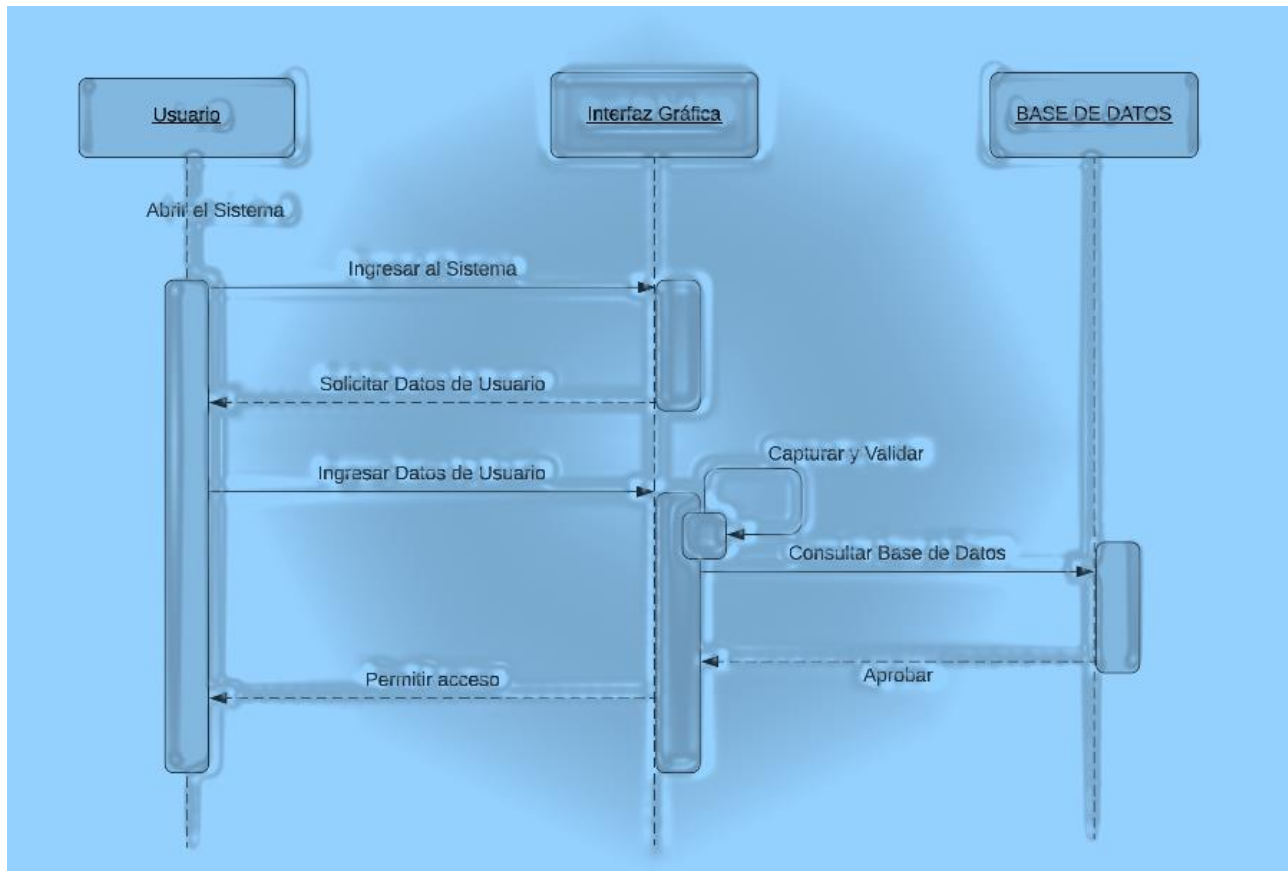 Usuario
Interfaz Gráfica
BASE DE DATOS
Abrir el Sistema
Ingresar al Sistema
Solicitar Datos de Usuario
Ingresar Datos de Usuario
Capturar y Validar
Consultar Base de Datos
Aprobar
Permitir acceso